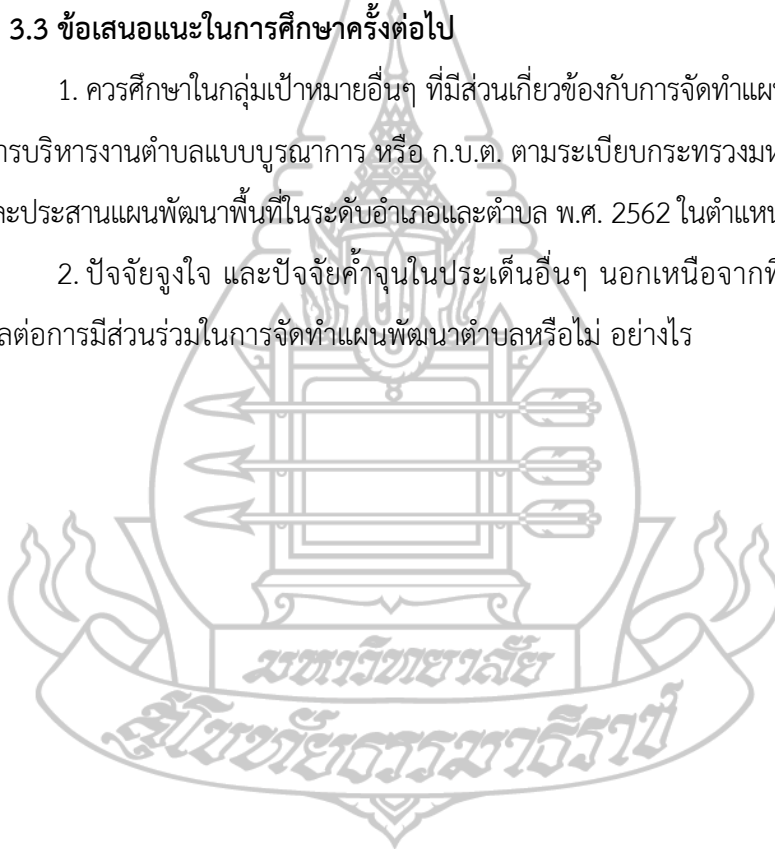 3.3 ข้อเสนอแนะในการศึกษาครั้งต่อไป
1. ควรศึกษาในกลุ่มเป้าหมายอื่นๆ ที่มีส่วนเกี่ยวข้องกับการจัดทำแผน
การบริหารงานตำบลแบบบูรณาการ หรือ ก.บ.ต. ตามระเบียบกระทรวงมห
ละประสานแผนพัฒนาพื้นที่ในระดับอำเภอและตำบล พ.ศ. 2562 ในตำแหน
2. ปัจจัยจูงใจ และปัจจัยค้ำจุนในประเด็นอื่นๆ นอกเหนือจากที
ลต่อการมีส่วนร่วมในการจัดทำแผนพัฒนาตำบลหรือไม่ อย่างไร
มหาวิทยาลัย
สุโขทัยธรรมาธิราช